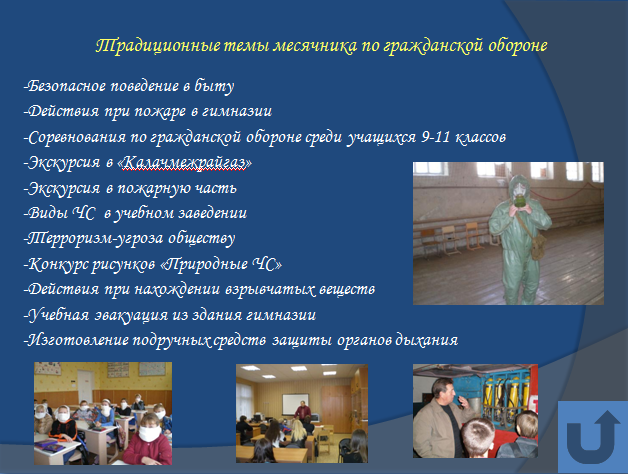 Традиционные темы месячника по гражданской обороне
-Безопасное поведение в быту
-Действия при пожаре в гимназии
-Соревнования по гражданской обороне среди учащихся 9-11 классов
-Экскурсия в «Калачмежрайгаз»
-Экскурсия в пожарную часть
-Виды ЧС в учебном заведении
-Терроризм-угроза обществу
-Конкурс рисунков «Природные ЧС»
-Действия при нахождении взрывчатых веществ
-Учебная эвакуация из здания гимназии
-Изготовление подручных средств защиты органов дыхания